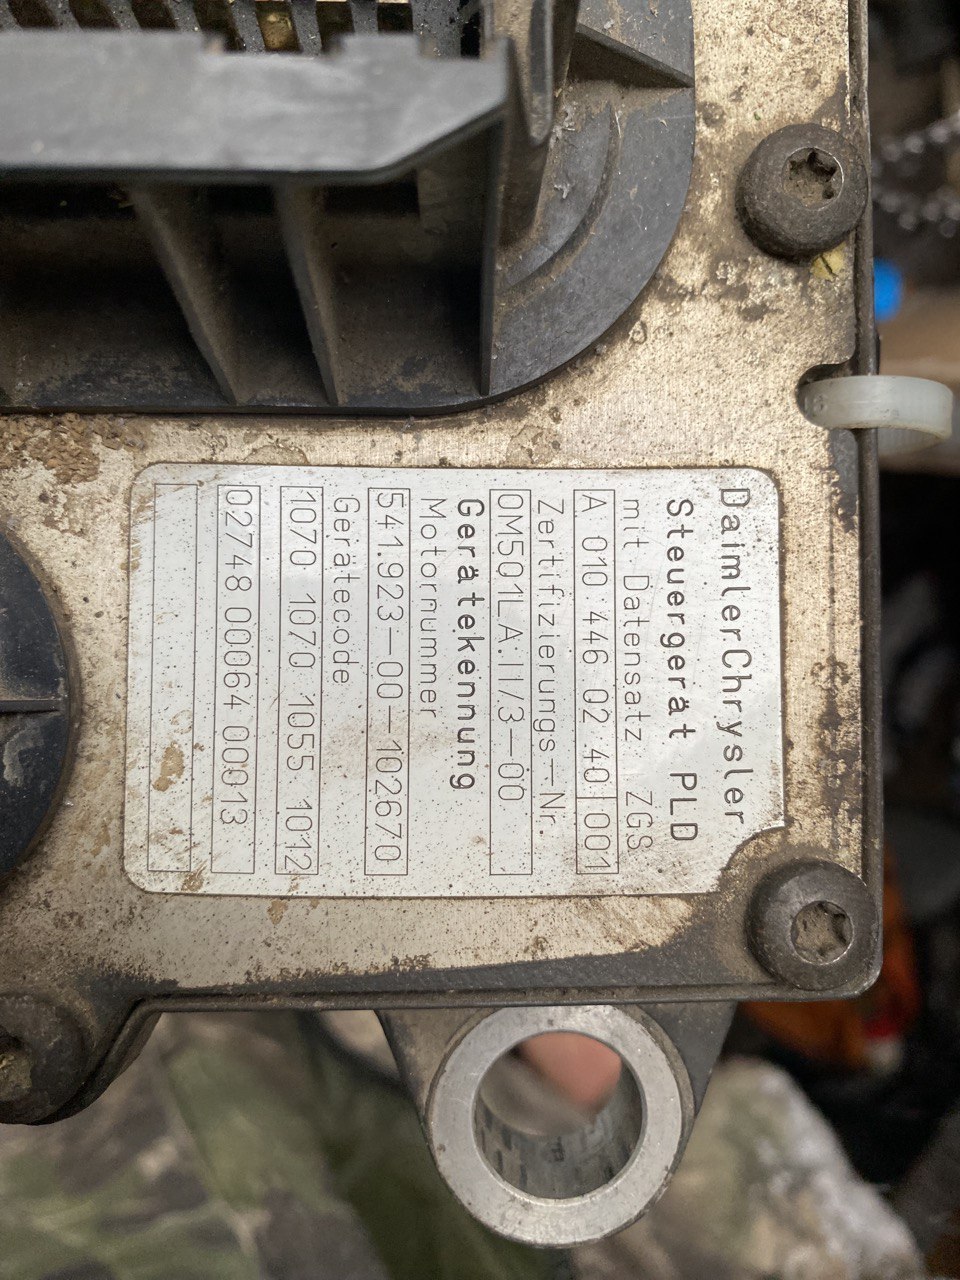 DaimlerChrysler
Steuergerät PLD
mit Datensatz ZGS
A 010 446 02 40 001
Zertifizierungs-Nr.
OM501LA.II/3-00
Gerätekennung
Motornummer
541.923-00-102670
Gerätecode
1070 1070 1055 1012
02748 00064 00013